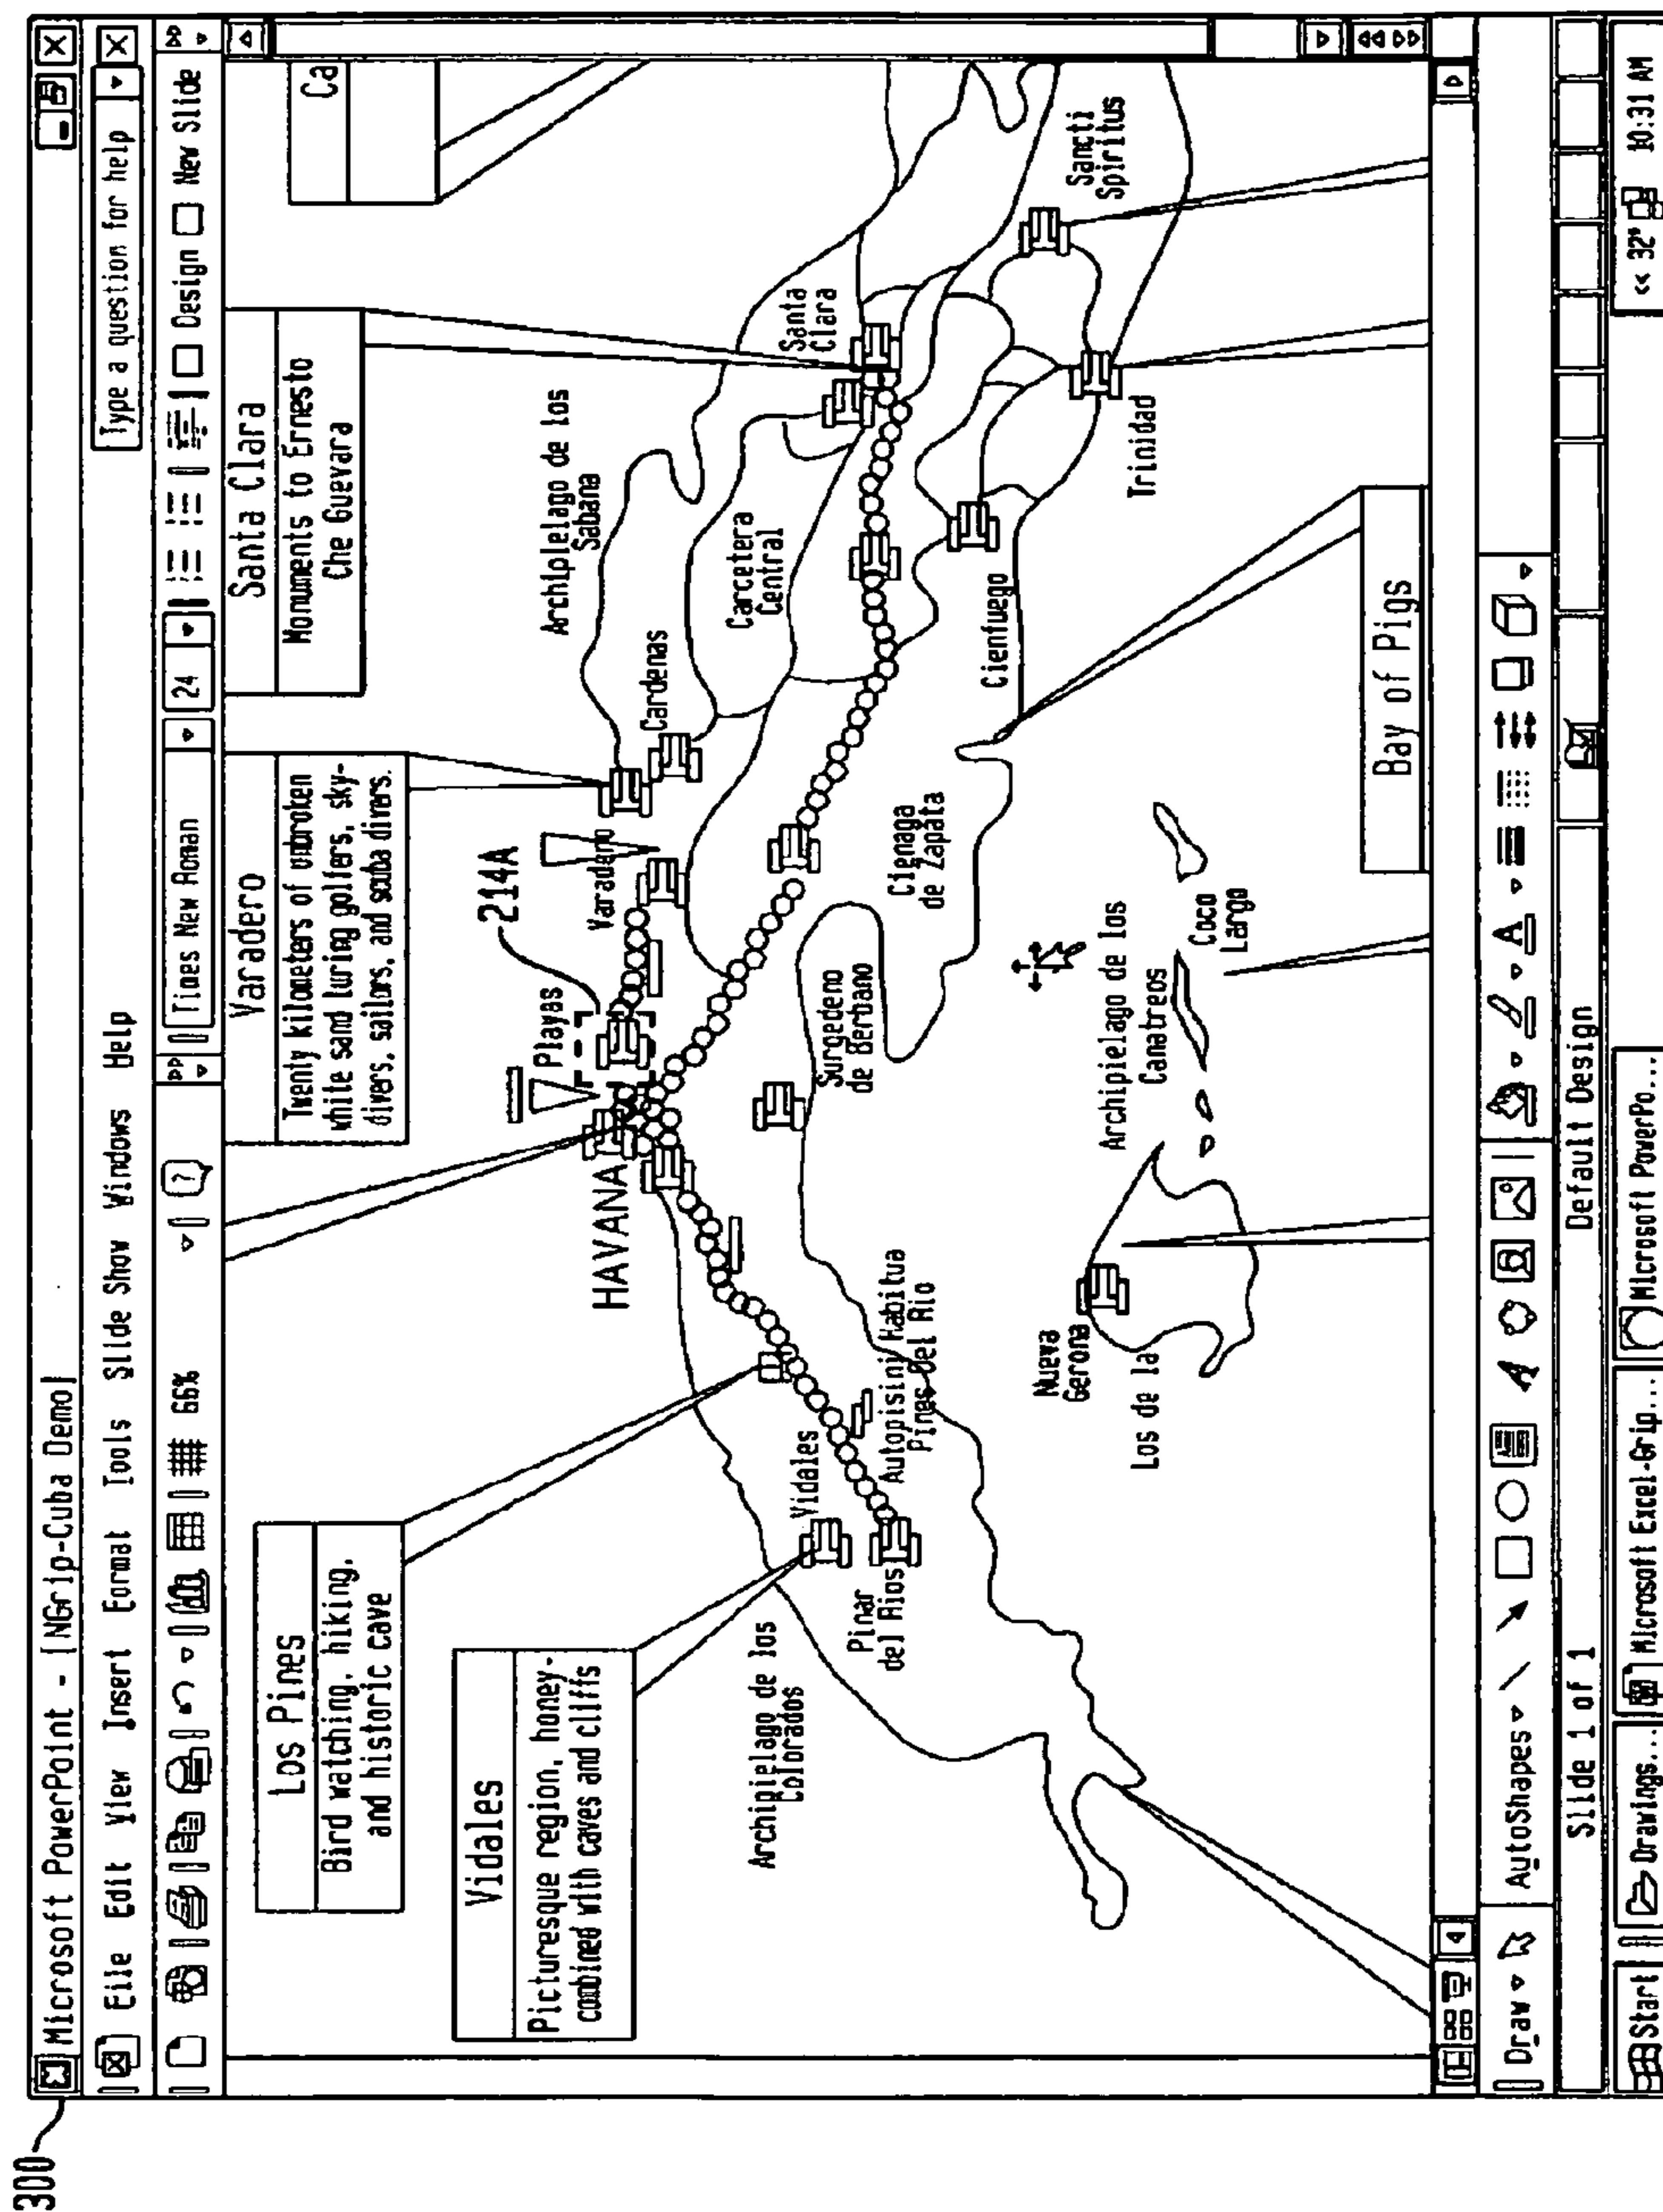 300
Microsoft PowerPoint - [NGrip-Cuba Demo]
File Edit View Insert Format Tools Slide Show Windows Help
Type a question for help
66%
?
Times New Roman
24
Design
New Slide
Los Pines
Bird watching, hiking,
and historic cave
Varadero
Twenty kilometers of unbroken
white sand luring golfers, sky-
divers, sailors, and scuba divers.
Santa Clara
Monuments to Ernesto
Che Guevara
Ca
Vidales
Picturesque region, honey-
combined with caves and cliffs
214A
Playas
HAVANA
Varadero
Cardenas
Archiplelago de los
Sabana
Carcetera
Central
Santa
Clara
Sancti
Spiritus
Archipielago de los
Colorados
Vidales
Pinar
del Rios
Autopisini Habitua
Pines Del Rio
Surgedeno
de Berbano
Cienaga
de Zapata
Cienfuego
Trinidad
Nueva
Gerona
Los de la
Archipielago de los
Canatreos
Coco
Largo
Bay of Pigs
Draw
AutoShapes
A
A
Slide 1 of 1
Default Design
Start
Drawings...
Microsoft Excel-Grip...
Microsoft PowerPo...
<< 32°
10:31 AM